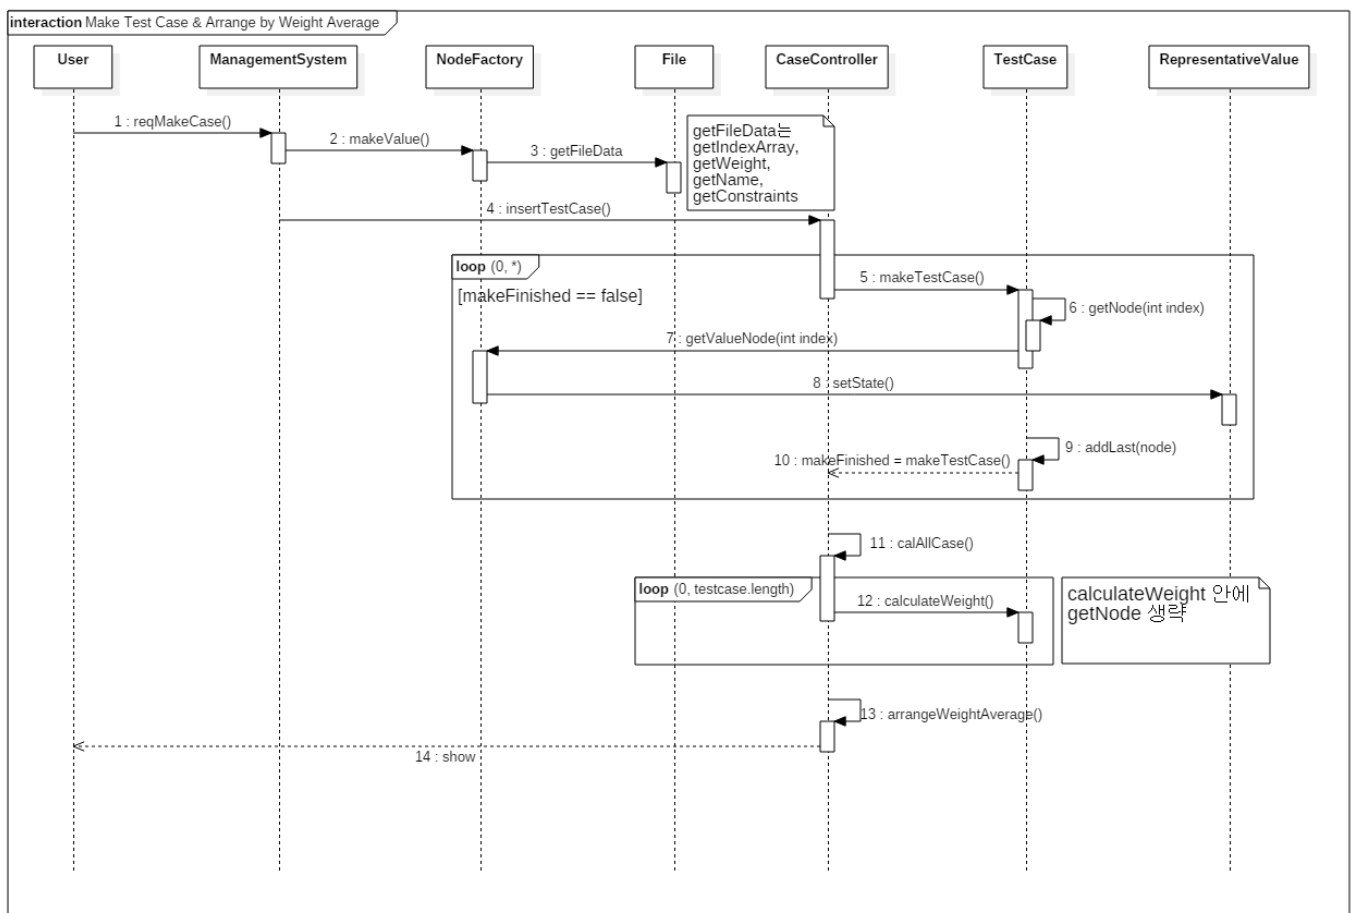 interaction Make Test Case & Arrange by Weight Average
User
ManagementSystem
NodeFactory
File
CaseController
TestCase
RepresentativeValue
1 : reqMakeCase()
2 : makeValue()
3 : getFileData
getFileData는
getIndexArray,
getWeight,
getName,
getConstraints
4 : insertTestCase()
loop (0, *)
[makeFinished == false]
5 : makeTestCase()
6 : getNode(int index)
7 : getValueNode(int index)
8 : setState()
9 : addLast(node)
10 : makeFinished = makeTestCase()
11 : calAllCase()
loop (0, testcase.length)
12 : calculateWeight()
calculateWeight 안에
getNode 생략
13 : arrangeWeightAverage()
14 : show